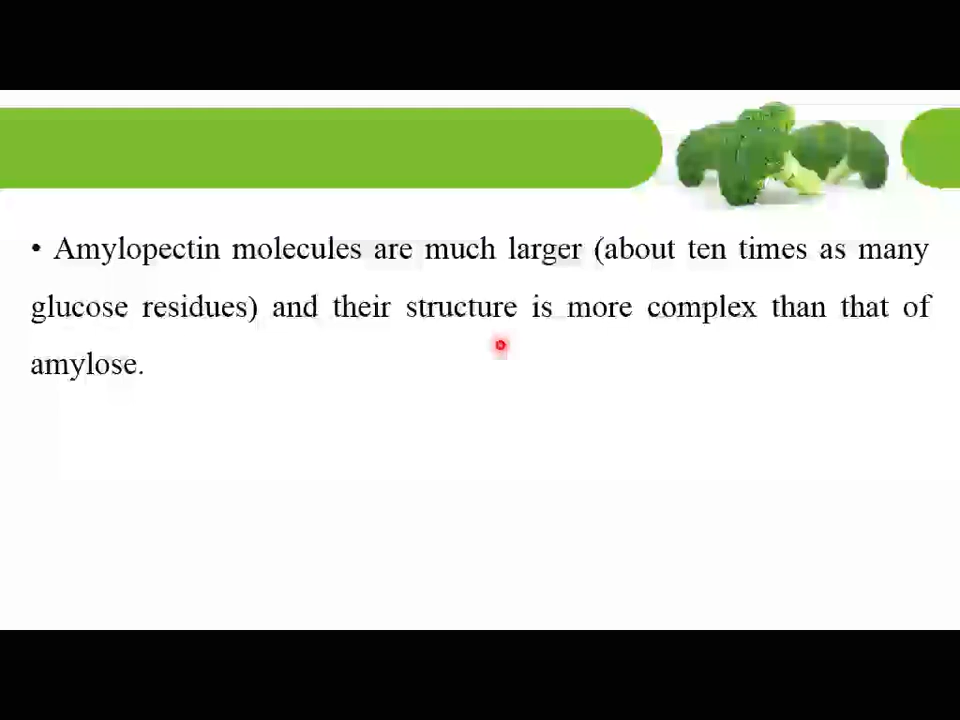 • Amylopectin molecules are much larger (about ten times as many
glucose residues) and their structure is more complex than that of
amylose.